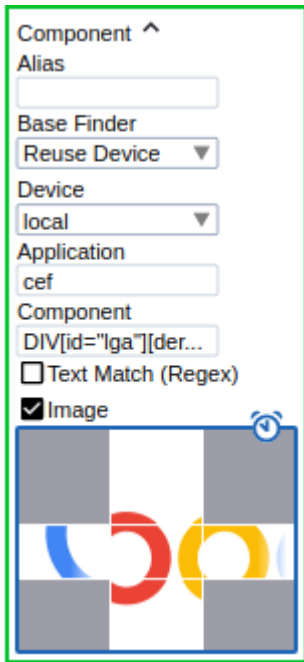 Component
Alias
Base Finder
Reuse Device
Device
local
Application
cef
Component
DIV[id="lga"][der...
Text Match (Regex)
Image